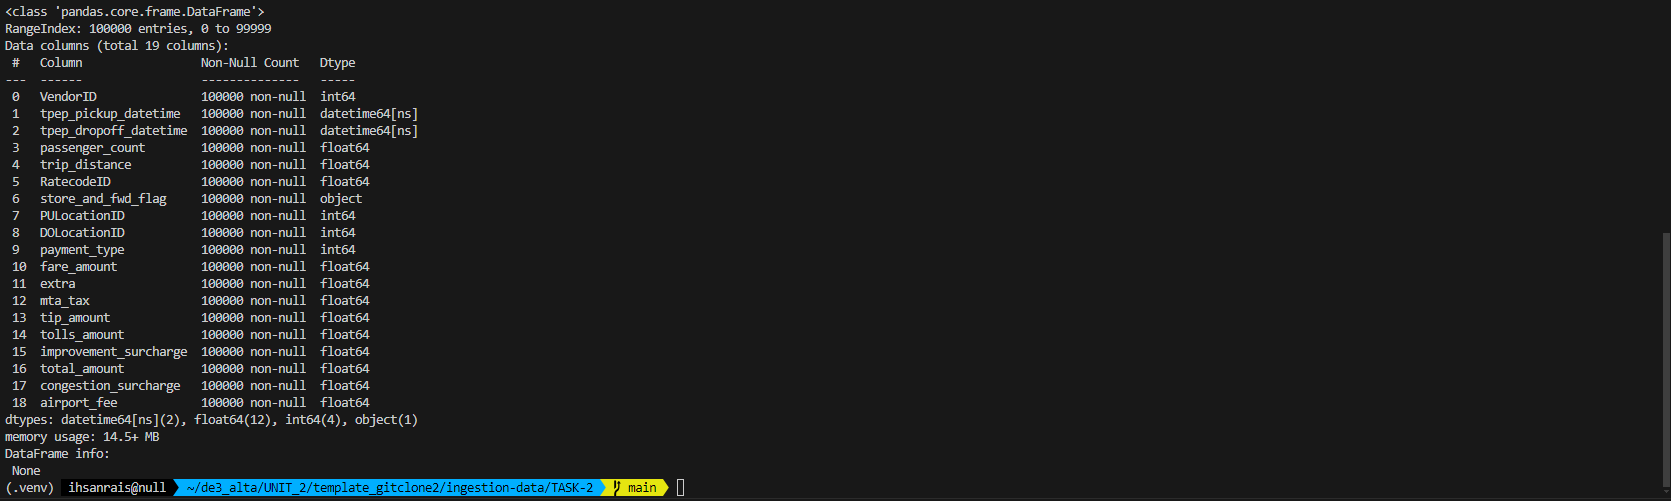 <class 'pandas.core.frame.DataFrame'>
RangeIndex: 100000 entries, 0 to 99999
Data columns (total 19 columns):
 #   Column                 Non-Null Count   Dtype
---  ------                 --------------   -----
 0   VendorID               100000 non-null  int64
 1   tpep_pickup_datetime   100000 non-null  datetime64[ns]
 2   tpep_dropoff_datetime  100000 non-null  datetime64[ns]
 3   passenger_count        100000 non-null  float64
 4   trip_distance          100000 non-null  float64
 5   RatecodeID             100000 non-null  float64
 6   store_and_fwd_flag     100000 non-null  object
 7   PULocationID           100000 non-null  int64
 8   DOLocationID           100000 non-null  int64
 9   payment_type           100000 non-null  int64
 10  fare_amount            100000 non-null  float64
 11  extra                  100000 non-null  float64
 12  mta_tax                100000 non-null  float64
 13  tip_amount             100000 non-null  float64
 14  tolls_amount           100000 non-null  float64
 15  improvement_surcharge  100000 non-null  float64
 16  total_amount           100000 non-null  float64
 17  congestion_surcharge   100000 non-null  float64
 18  airport_fee            100000 non-null  float64
dtypes: datetime64[ns](2), float64(12), int64(4), object(1)
memory usage: 14.5+ MB
DataFrame info:
 None
(.venv) ihsanrais@null ~/de3_alta/UNIT_2/template_gitclone2/ingestion-data/TASK-2 main